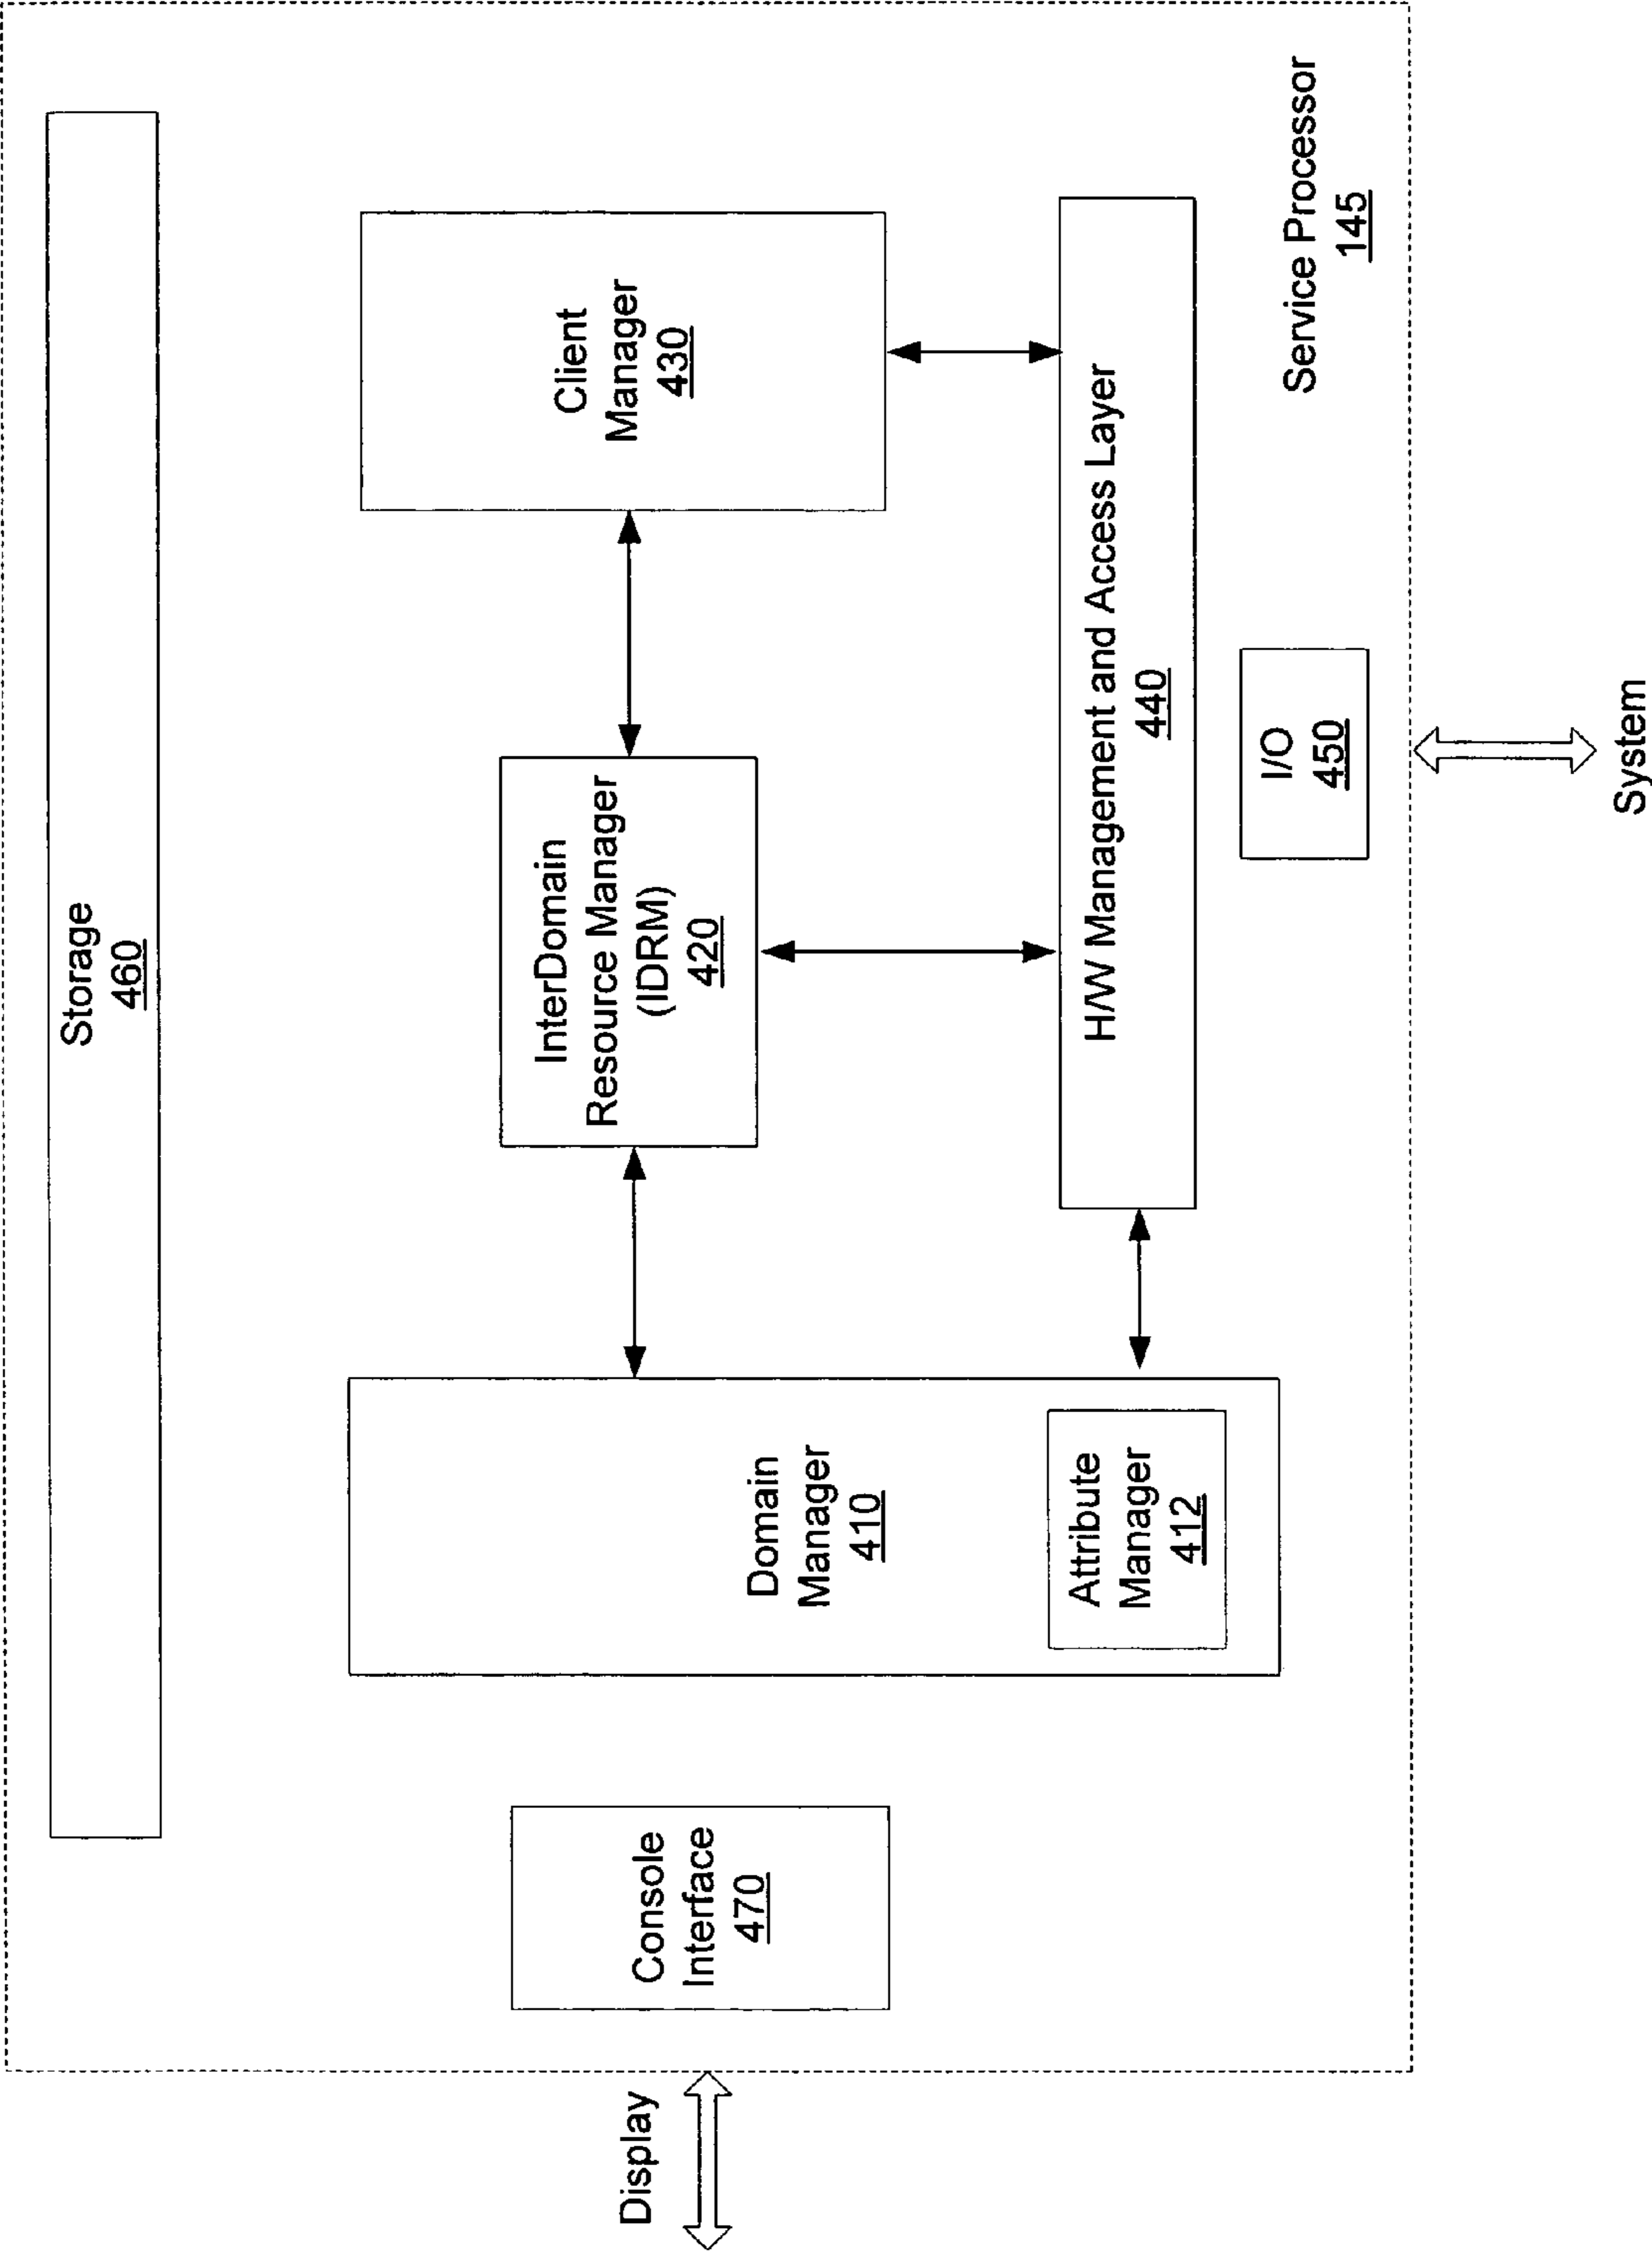 Storage
460
Client
Manager
430
InterDomain
Resource Manager
(IDRM)
420
Domain
Manager
410
Attribute
Manager
412
Console
Interface
470
Display
H/W Management and Access Layer
440
I/O
450
Service Processor
145
System